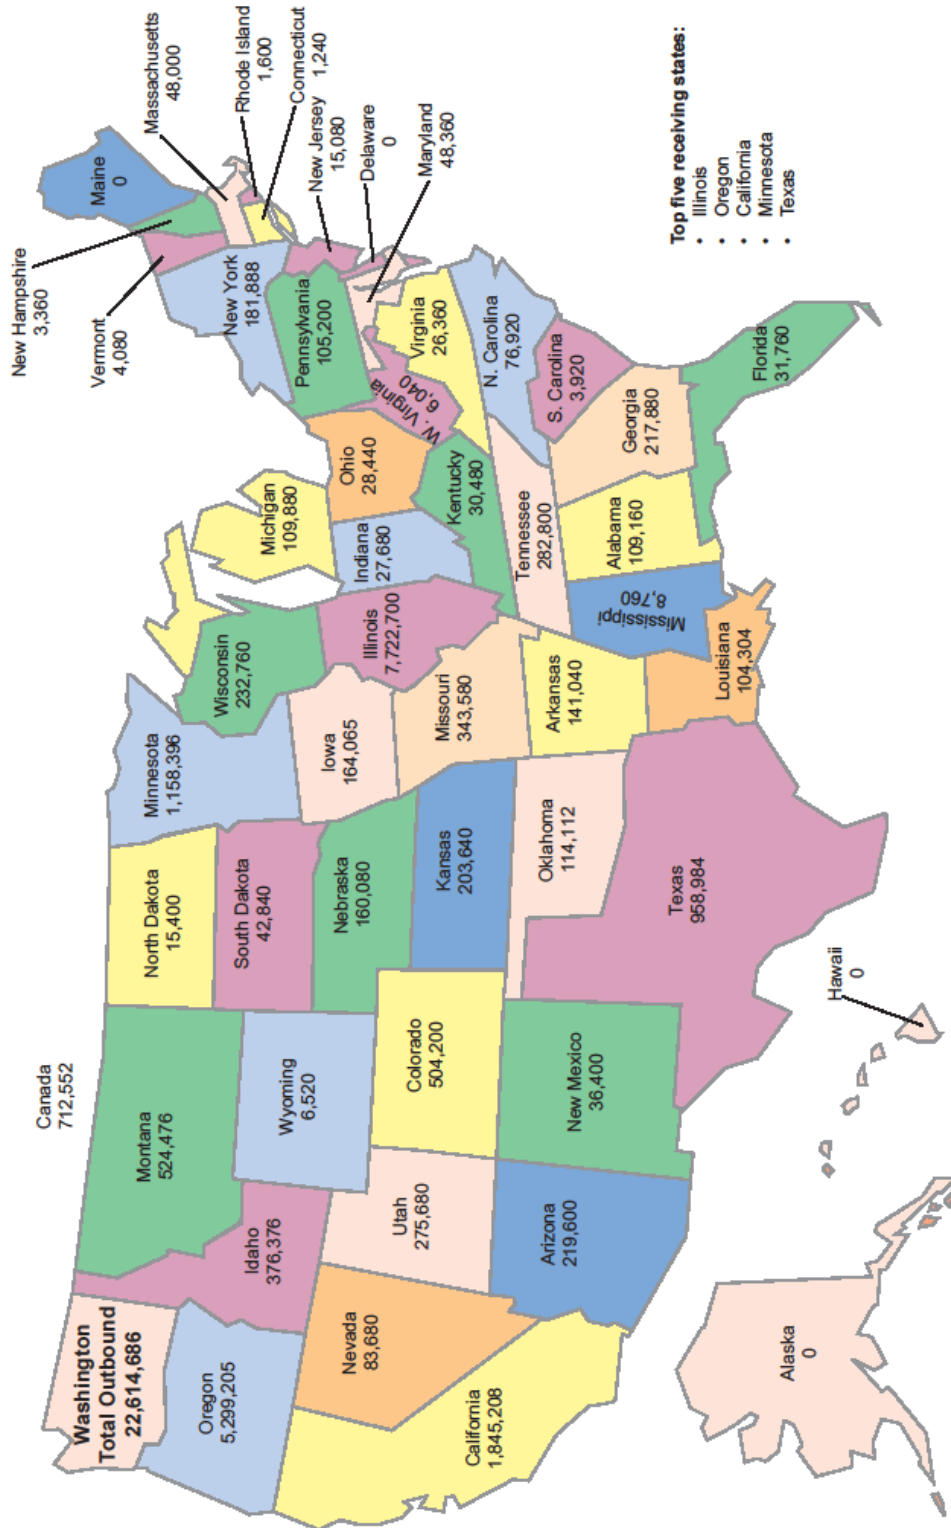 Canada
712,552
Washington
Total Outbound
22,614,686
Oregon
5,299,205
California
1,845,208
Nevada
83,680
Idaho
376,376
Montana
524,476
Wyoming
6,520
Utah
275,680
Arizona
219,600
Colorado
504,200
New Mexico
36,400
North Dakota
15,400
South Dakota
42,840
Nebraska
160,080
Kansas
203,640
Oklahoma
114,112
Texas
958,984
Minnesota
1,158,396
Iowa
164,065
Missouri
343,580
Arkansas
141,040
Louisiana
104,304
Wisconsin
232,760
Illinois
7,722,700
Michigan
109,880
Indiana
27,680
Ohio
28,440
Kentucky
30,480
Tennessee
282,800
Mississippi
8,760
Alabama
109,160
Georgia
217,880
Florida
31,760
S. Carolina
3,920
N. Carolina
76,920
Virginia
26,360
W. Virginia
6,040
Pennsylvania
105,200
New York
181,888
Vermont
4,080
New Hampshire
3,360
Maine
0
Massachusetts
48,000
Rhode Island
1,600
Connecticut
1,240
New Jersey
15,080
Delaware
0
Maryland
48,360
Alaska
0
Hawaii
0
Top five receiving states:
• Illinois
• Oregon
• California
• Minnesota
• Texas